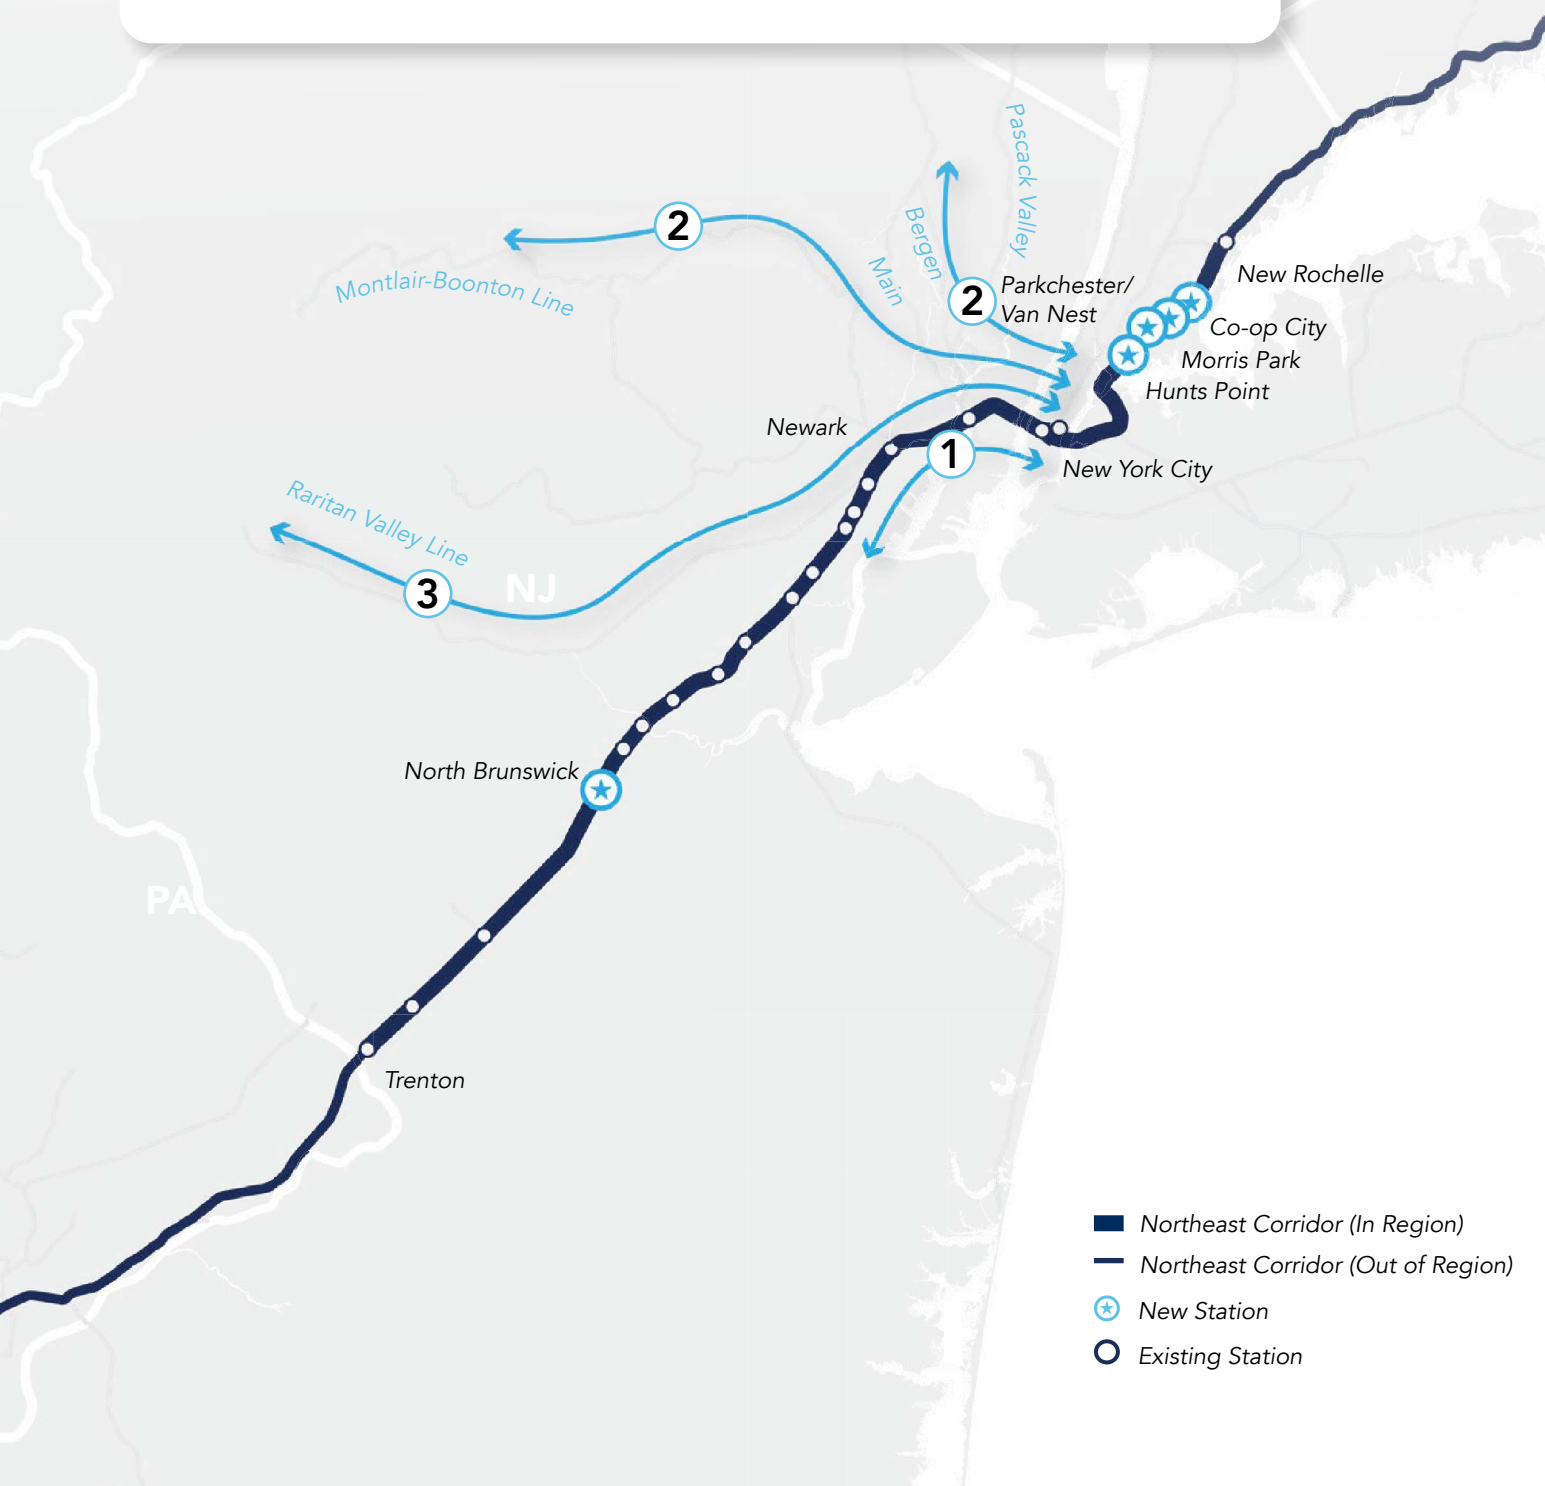 Pascack Valley
Bergen
Main
2
Montlair-Boonton Line
2
Parkchester/
Van Nest
New Rochelle
Co-op City
Morris Park
Hunts Point
Newark
1
New York City
Raritan Valley Line
3
NJ
North Brunswick
PA
Trenton
Northeast Corridor (In Region)
Northeast Corridor (Out of Region)
New Station
Existing Station